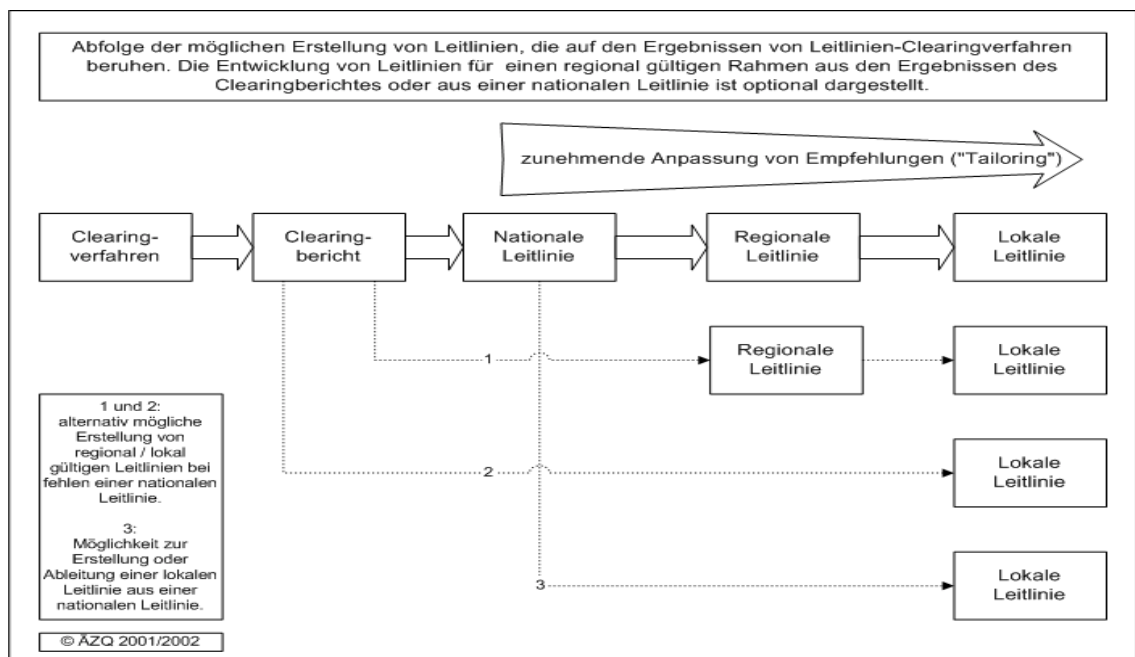 Abfolge der möglichen Erstellung von Leitlinien, die auf den Ergebnissen von Leitlinien-Clearingverfahren
beruhen. Die Entwicklung von Leitlinien für einen regional gültigen Rahmen aus den Ergebnissen des
Clearingberichtes oder aus einer nationalen Leitlinie ist optional dargestellt.
zunehmende Anpassung von Empfehlungen ("Tailoring")
Clearing-
verfahren
Clearing-
bericht
Nationale
Leitlinie
Regionale
Leitlinie
Lokale
Leitlinie
1
Regionale
Leitlinie
Lokale
Leitlinie
1 und 2:
alternativ mögliche
Erstellung von
regional / lokal
gültigen Leitlinien bei
fehlen einer nationalen
Leitlinie.
3:
Möglichkeit zur
Erstellung oder
Ableitung einer lokalen
Leitlinie aus einer
nationalen Leitlinie.
2
Lokale
Leitlinie
3
Lokale
Leitlinie
© ÄZQ 2001/2002